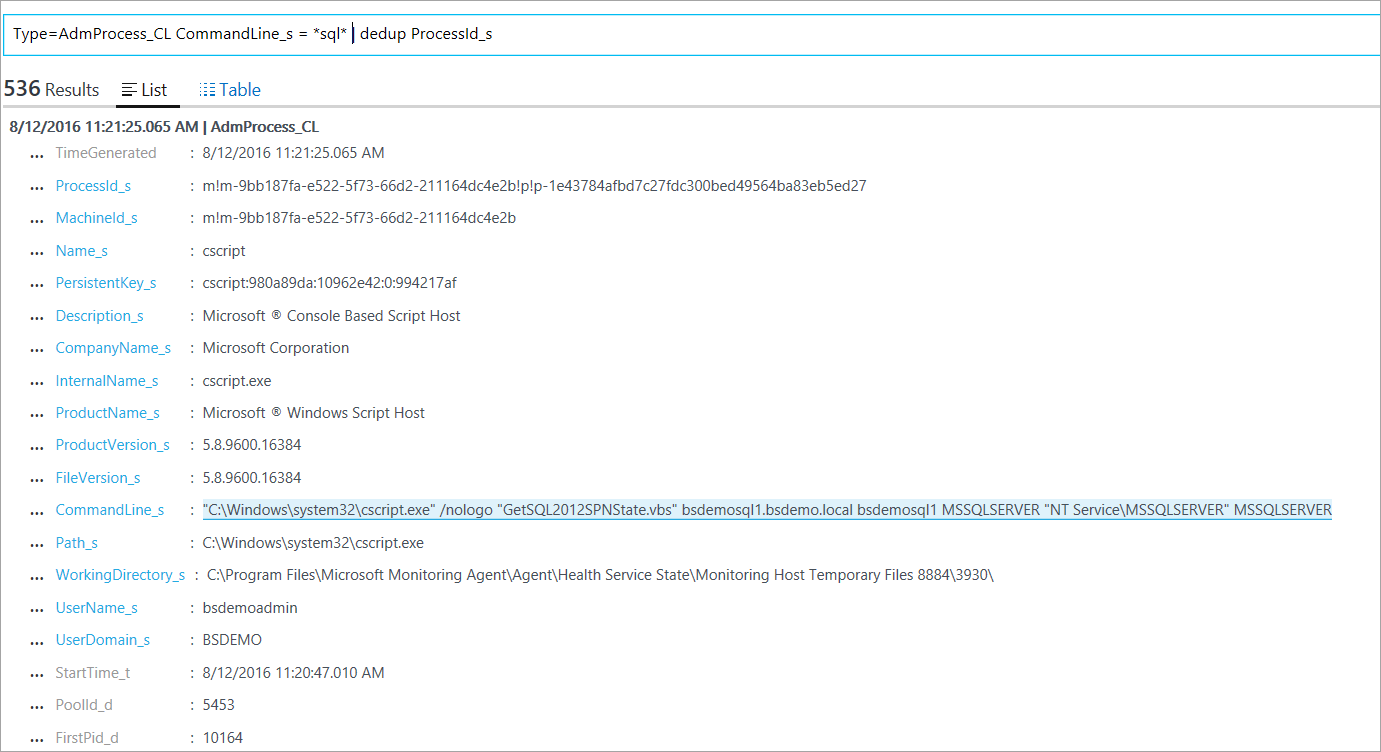 Type=AdmProcess_CL CommandLine_s = *sql* | dedup ProcessId_s
536 Results List Table
8/12/2016 11:21:25.065 AM | AdmProcess_CL
... TimeGenerated : 8/12/2016 11:21:25.065 AM
... ProcessId_s : m!m-9bb187fa-e522-5f73-66d2-211164dc4e2b!p!p-1e43784afbd7c27fdc300bed49564ba83eb5ed27
... MachineId_s : m!m-9bb187fa-e522-5f73-66d2-211164dc4e2b
... Name_s : cscript
... PersistentKey_s : cscript:980a89da:10962e42:0:994217af
... Description_s : Microsoft ® Console Based Script Host
... CompanyName_s : Microsoft Corporation
... InternalName_s : cscript.exe
... ProductName_s : Microsoft ® Windows Script Host
... ProductVersion_s : 5.8.9600.16384
... FileVersion_s : 5.8.9600.16384
... CommandLine_s : "C:\Windows\system32\cscript.exe" /nologo "GetSQL2012SPNState.vbs" bsdemosql1.bsdemo.local bsdemosql1 MSSQLSERVER "NT Service\MSSQLSERVER" MSSQLSERVER
... Path_s : C:\Windows\system32\cscript.exe
... WorkingDirectory_s : C:\Program Files\Microsoft Monitoring Agent\Agent\Health Service State\Monitoring Host Temporary Files 8884\3930\
... UserName_s : bsdemoadmin
... UserDomain_s : BSDEMO
... StartTime_t : 8/12/2016 11:20:47.010 AM
... PoolId_d : 5453
... FirstPid_d : 10164